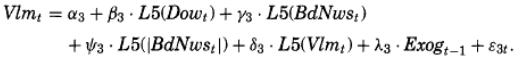 Vlm_t = α_3 + β_3 · L5(Dow_t) + γ_3 · L5(BdNws_t)
+ ψ_3 · L5(|BdNws_t|) + δ_3 · L5(Vlm_t) + λ_3 · Exog_{t−1} + ε_{3t}.